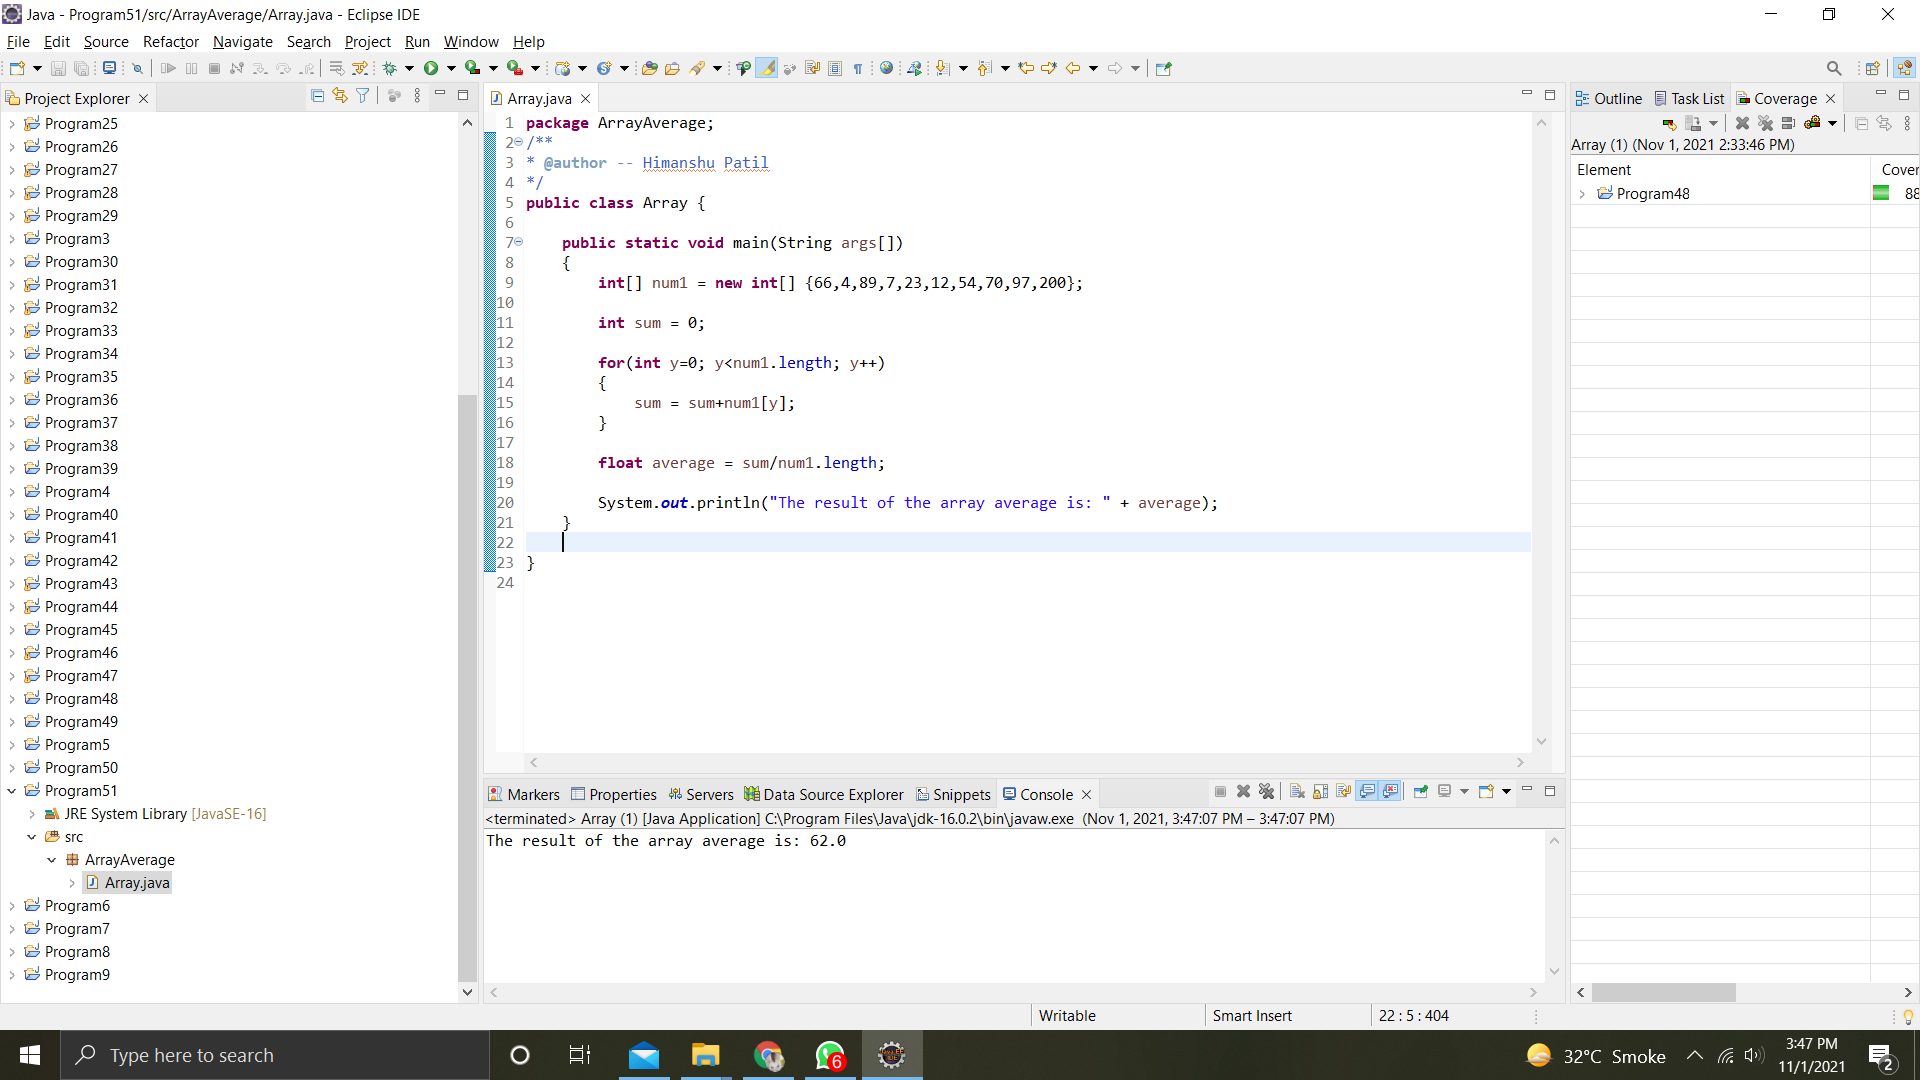 Java - Program51/src/ArrayAverage/Array.java - Eclipse IDE
File Edit Source Refactor Navigate Search Project Run Window Help
Project Explorer
Program25
Program26
Program27
Program28
Program29
Program3
Program30
Program31
Program32
Program33
Program34
Program35
Program36
Program37
Program38
Program39
Program4
Program40
Program41
Program42
Program43
Program44
Program45
Program46
Program47
Program48
Program49
Program5
Program50
Program51
JRE System Library [JavaSE-16]
src
ArrayAverage
Array.java
Program6
Program7
Program8
Program9
Array.java
1 package ArrayAverage;
2 /**
3 * @author -- Himanshu Patil
4 */
5 public class Array {
6
7 public static void main(String args[])
8 {
9 int[] num1 = new int[] {66,4,89,7,23,12,54,70,97,200};
10
11 int sum = 0;
12
13 for(int y=0; y<num1.length; y++)
14 {
15 sum = sum+num1[y];
16 }
17
18 float average = sum/num1.length;
19
20 System.out.println("The result of the array average is: " + average);
21 }
22
23 }
24
Outline Task List Coverage
Array (1) (Nov 1, 2021 2:33:46 PM)
Element Cover
Program48 88
Markers Properties Servers Data Source Explorer Snippets Console
<terminated> Array (1) [Java Application] C:\Program Files\Java\jdk-16.0.2\bin\javaw.exe (Nov 1, 2021, 3:47:07 PM – 3:47:07 PM)
The result of the array average is: 62.0
Writable Smart Insert 22 : 5 : 404
Type here to search
6
32°C Smoke
3:47 PM
11/1/2021
2